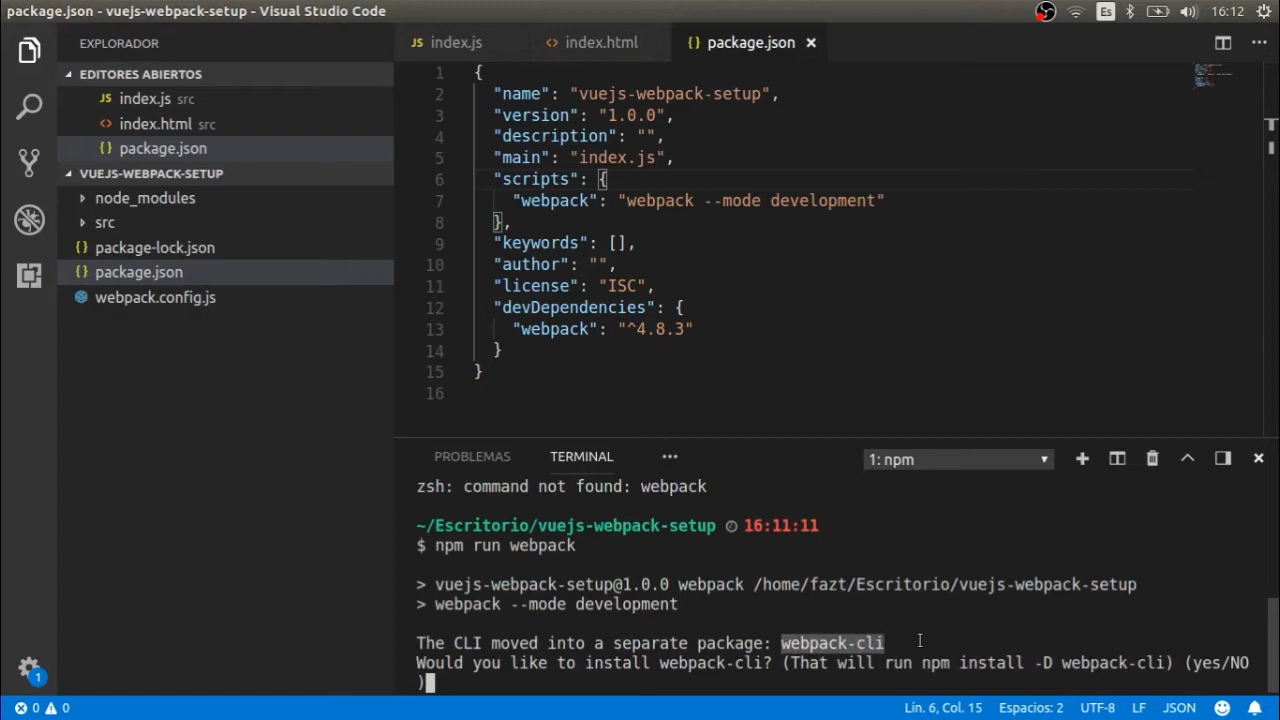 package.json - vuejs-webpack-setup - Visual Studio Code
Es
16:12
EXPLORADOR
EDITORES ABIERTOS
JS index.js src
<> index.html src
{} package.json
VUEJS-WEBPACK-SETUP
node_modules
src
{} package-lock.json
{} package.json
webpack.config.js
1
JS index.js
<> index.html
{} package.json ×
1 {
2 "name": "vuejs-webpack-setup",
3 "version": "1.0.0",
4 "description": "",
5 "main": "index.js",
6 "scripts": {
7 "webpack": "webpack --mode development"
8 },
9 "keywords": [],
10 "author": "",
11 "license": "ISC",
12 "devDependencies": {
13 "webpack": "^4.8.3"
14 }
15 }
16
PROBLEMAS TERMINAL ••• 1: npm
zsh: command not found: webpack
~/Escritorio/vuejs-webpack-setup 16:11:11
$ npm run webpack
> vuejs-webpack-setup@1.0.0 webpack /home/fazt/Escritorio/vuejs-webpack-setup
> webpack --mode development
The CLI moved into a separate package: webpack-cli
Would you like to install webpack-cli? (That will run npm install -D webpack-cli) (yes/NO
)
0 0 Lín. 6, Col. 15 Espacios: 2 UTF-8 LF JSON